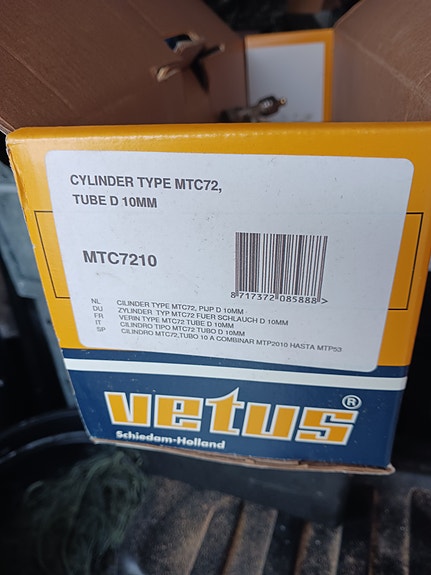 CYLINDER TYPE MTC72,
TUBE D 10MM
MTC7210
8 717372 085888 >
NL CILINDER TYPE MTC72, PIJP D 10MM
DU ZYLINDER TYP MTC72 FUER SCHLAUCH D 10MM
FR VERIN TYPE MTC72 TUBE D 10MM
IT CILINDRO TIPO MTC72 TUBO D 10MM
SP CILINDRO MTC72,TUBO 10 A COMBINAR MTP2010 HASTA MTP53
vetus®
Schiedam-Holland